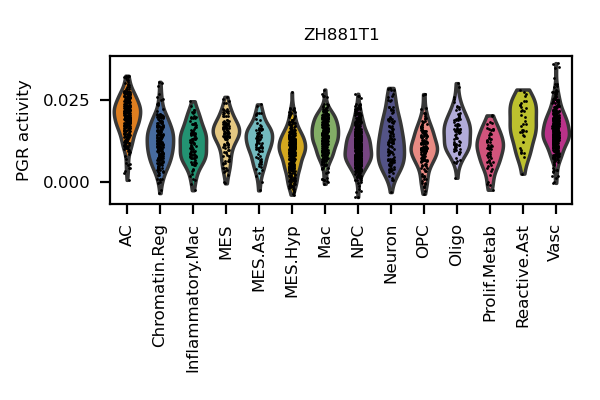 ZH881T1
PGR activity
0.025
0.000
AC
Chromatin.Reg
Inflammatory.Mac
MES
MES.Ast
MES.Hyp
Mac
NPC
Neuron
OPC
Oligo
Prolif.Metab
Reactive.Ast
Vasc